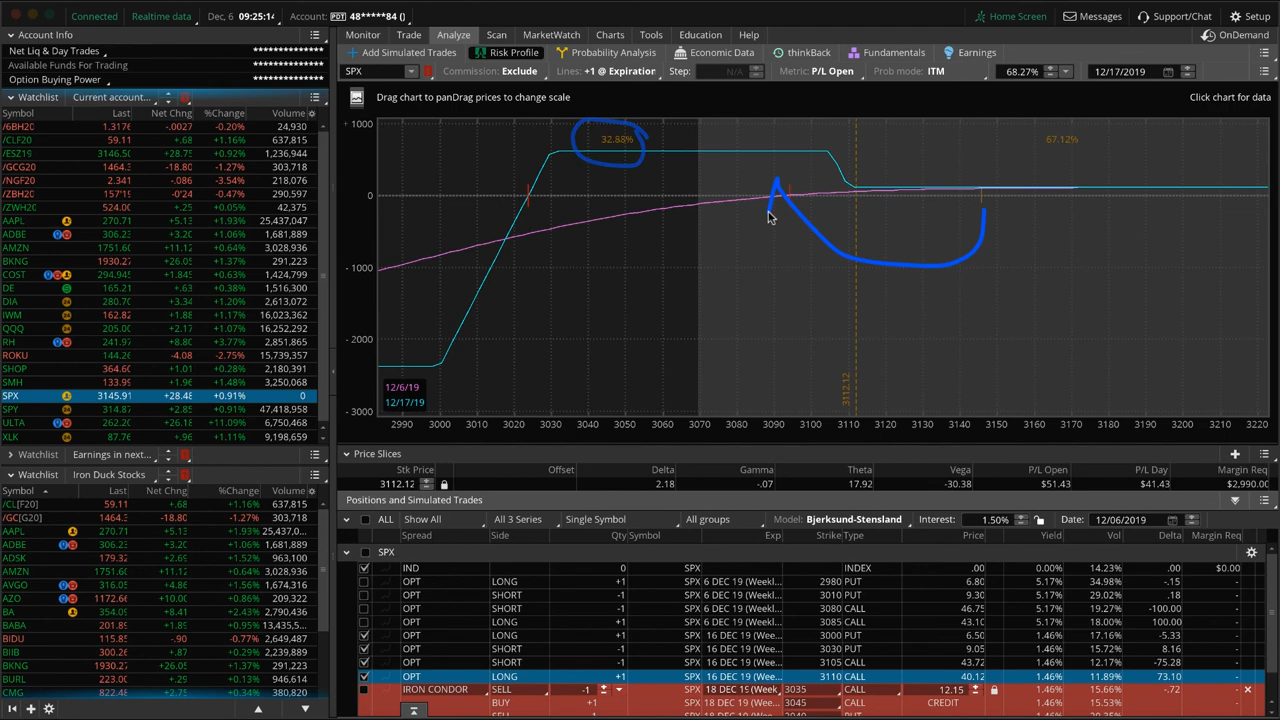 Connected Realtime data Dec, 6 09:25:14 Account: PDT 48*****84 () Home Screen Messages Support/Chat Setup
Account Info Monitor Trade Analyze Scan MarketWatch Charts Tools Education Help OnDemand
Net Liq & Day Trades ***************
Available Funds For Trading ***************
Option Buying Power ***************
Add Simulated Trades Risk Profile Probability Analysis Economic Data thinkBack Fundamentals Earnings
SPX Commission: Exclude Lines: +1 @ Expiration Step: N/A Metric: P/L Open Prob mode: ITM 68.27% 12/17/2019
Watchlist Current account...
Drag chart to panDrag prices to change scale Click chart for data
Symbol Last Net Chng %Change Volume
/6BH20 1.3176 -.0027 -0.20% 24,930
/CLF20 59.11 +.68 +1.16% 637,815
/ESZ19 3146.50 +28.75 +0.92% 1,236,944
/GCG20 1464.3 -18.80 -1.27% 303,718
/NGF20 2.341 -.086 -3.54% 218,076
/ZBH20 157'19 -0'24 -0.47% 290,597
/ZWH20 524.00 +.25 +0.05% 42,375
AAPL 270.71 +5.13 +1.93% 25,437,047
ADBE 306.23 +3.20 +1.06% 1,681,889
AMZN 1751.60 +11.12 +0.64% 3,028,936
BKNG 1930.27 +26.05 +1.37% 291,223
COST 294.945 +1.845 +0.63% 1,424,799
DE 165.21 +.63 +0.38% 1,516,300
DIA 280.70 +3.34 +1.20% 2,613,072
IWM 162.82 +1.66 +1.03% 16,023,362
QQQ 205.00 +2.17 +1.07% 16,252,292
RH 241.97 +8.80 +3.77% 2,851,865
ROKU 144.26 -4.08 -2.75% 15,739,357
SHOP 364.60 +1.01 +0.28% 2,180,391
SMH 133.99 +1.96 +1.48% 3,250,068
SPX 3145.91 +28.48 +0.91% 0
SPY 314.87 +2.85 +0.91% 47,418,958
ULTA 262.20 +26.18 +11.09% 6,750,468
XLK 87.76 +.96 +1.11% 9,198,659
+1000
0
-1000
-2000
-3000
32.88% 67.12%
3112.12
12/6/19
12/17/19
2990 3000 3010 3020 3030 3040 3050 3060 3070 3080 3090 3100 3110 3120 3130 3140 3150 3160 3170 3180 3190 3200 3210 3220
Watchlist Earnings in next...
Watchlist Iron Duck Stocks
Symbol Last Net Chng %Change Volume
/CL[F20] 59.11 +.68 +1.16% 637,815
/GC[G20] 1464.3 -18.80 -1.27% 303,718
AAPL 270.71 +5.13 +1.93% 25,437,0...
ADBE 306.23 +3.20 +1.06% 1,681,889
ADSK 179.32 +2.59 +1.47% 963,100
AMZN 1751.60 +11.12 +0.64% 3,028,936
AVGO 316.05 +4.86 +1.56% 1,674,316
AZO 1172.66 +10.00 +0.86% 209,322
BA 354.09 +8.41 +2.43% 2,790,436
BABA 201.89 +1.93 +0.97% 13,435,5...
BIDU 115.85 -.90 -0.77% 2,649,487
BIIB 300.26 +2.29 +0.77% 2,239,889
BKNG 1930.27 +26.05 +1.37% 291,223
BURL 223.00 +.29 +0.13% 957,615
CMG 822.48 +2.75 +0.34% 380,820
Price Slices
Stk Price Offset Delta Gamma Theta Vega P/L Open P/L Day Margin Req
3112.12 2.18 -.07 17.92 -30.38 $51.43 $41.43 $2,990.00
Positions and Simulated Trades
ALL Show All All 3 Series Single Symbol All groups Model: Bjerksund-Stensland Interest: 1.50% Date: 12/06/2019
Spread Side Qty Symbol Exp Strike Type Price Yield Vol Delta Margin Req
SPX
IND 0 SPX INDEX .00 0.00% 14.23% .00 $0.00
OPT LONG +1 SPX 6 DEC 19 (Weekl... 2980 PUT 6.80 5.17% 34.98% -.15 -
OPT SHORT -1 SPX 6 DEC 19 (Weekl... 3010 PUT 9.30 5.17% 29.02% .18 -
OPT SHORT -1 SPX 6 DEC 19 (Weekl... 3080 CALL 46.75 5.17% 19.27% -100.00 -
OPT LONG +1 SPX 6 DEC 19 (Weekl... 3085 CALL 43.10 5.17% 18.00% 100.00 -
OPT LONG +1 SPX 16 DEC 19 (Wee... 3000 PUT 6.50 1.46% 17.16% -5.33 -
OPT SHORT -1 SPX 16 DEC 19 (Wee... 3030 PUT 9.05 1.46% 15.16% 8.72 -
OPT SHORT -1 SPX 16 DEC 19 (Wee... 3105 CALL 43.72 1.46% 12.17% -75.28 -
OPT LONG +1 SPX 16 DEC 19 (Wee... 3110 CALL 40.12 1.46% 11.89% 73.10 -
IRON CONDOR SELL -1 SPX 18 DEC 19 (Week 3035 CALL 12.15 1.46% 15.66% -.72 -
BUY +1 SPX 18 DEC 19 (Week 3045 CALL CREDIT 1.46% 15.53%